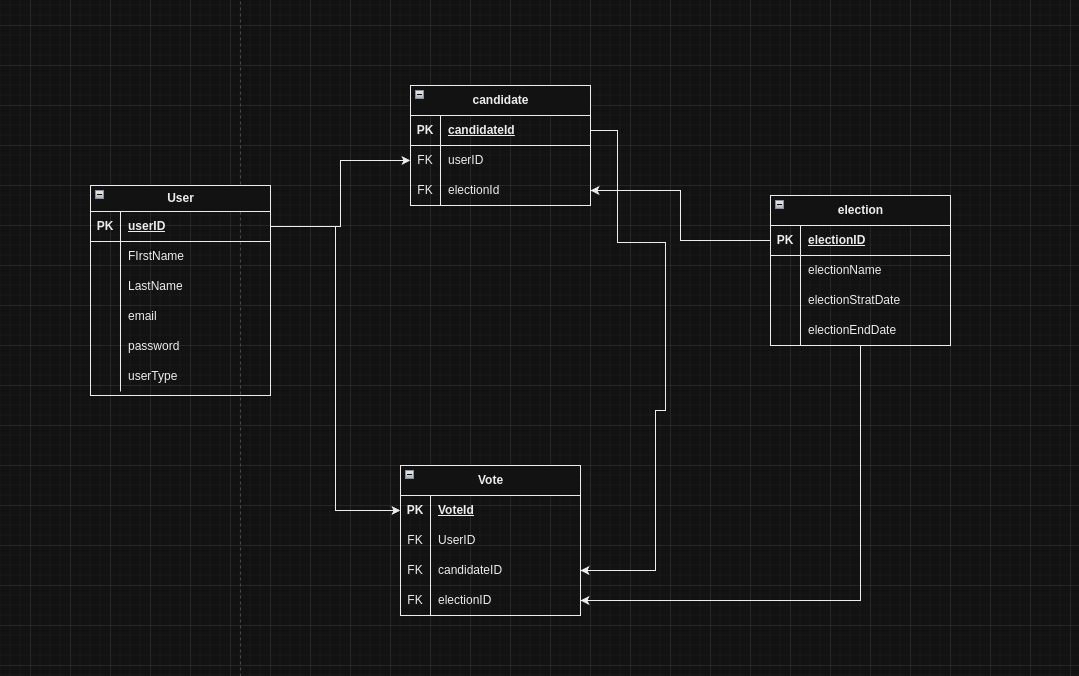 candidate
PK candidateId
FK userID
FK electionId
User
PK userID
FIrstName
LastName
email
password
userType
election
PK electionID
electionName
electionStratDate
electionEndDate
Vote
PK VoteId
FK UserID
FK candidateID
FK electionID